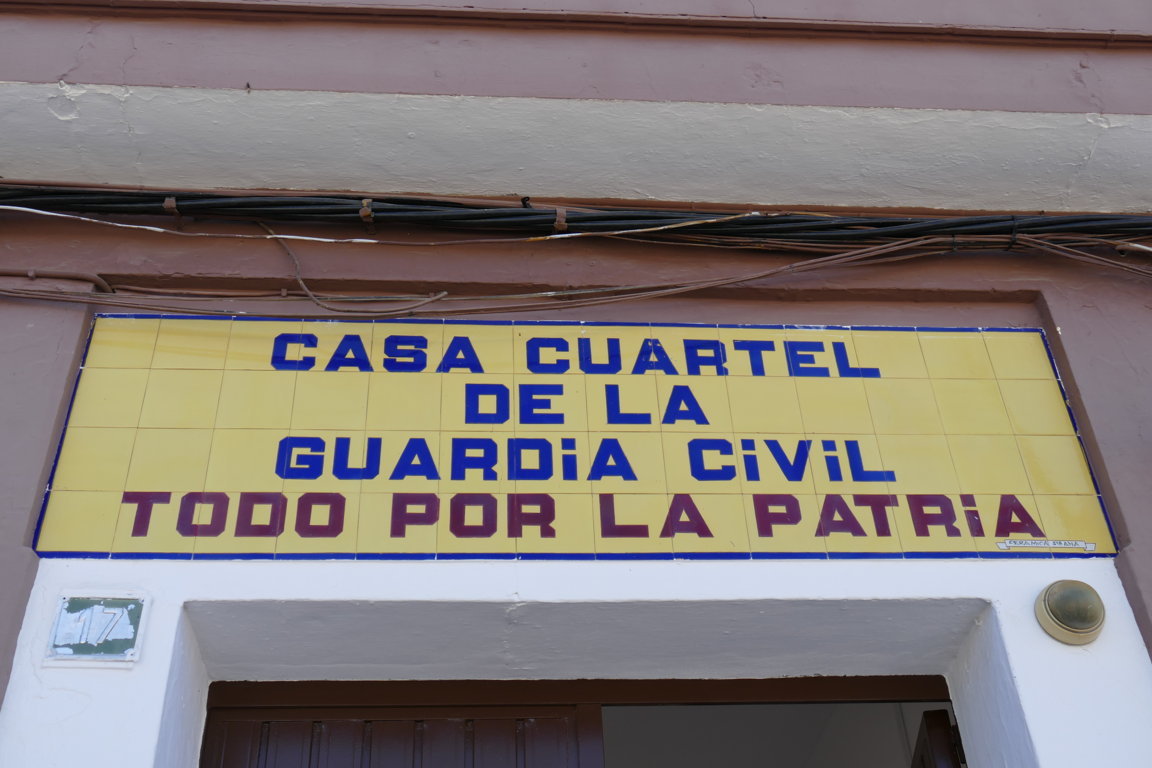 CASA CUARTEL
DE LA
GUARDiA CiViL
TODO POR LA PATRiA
17